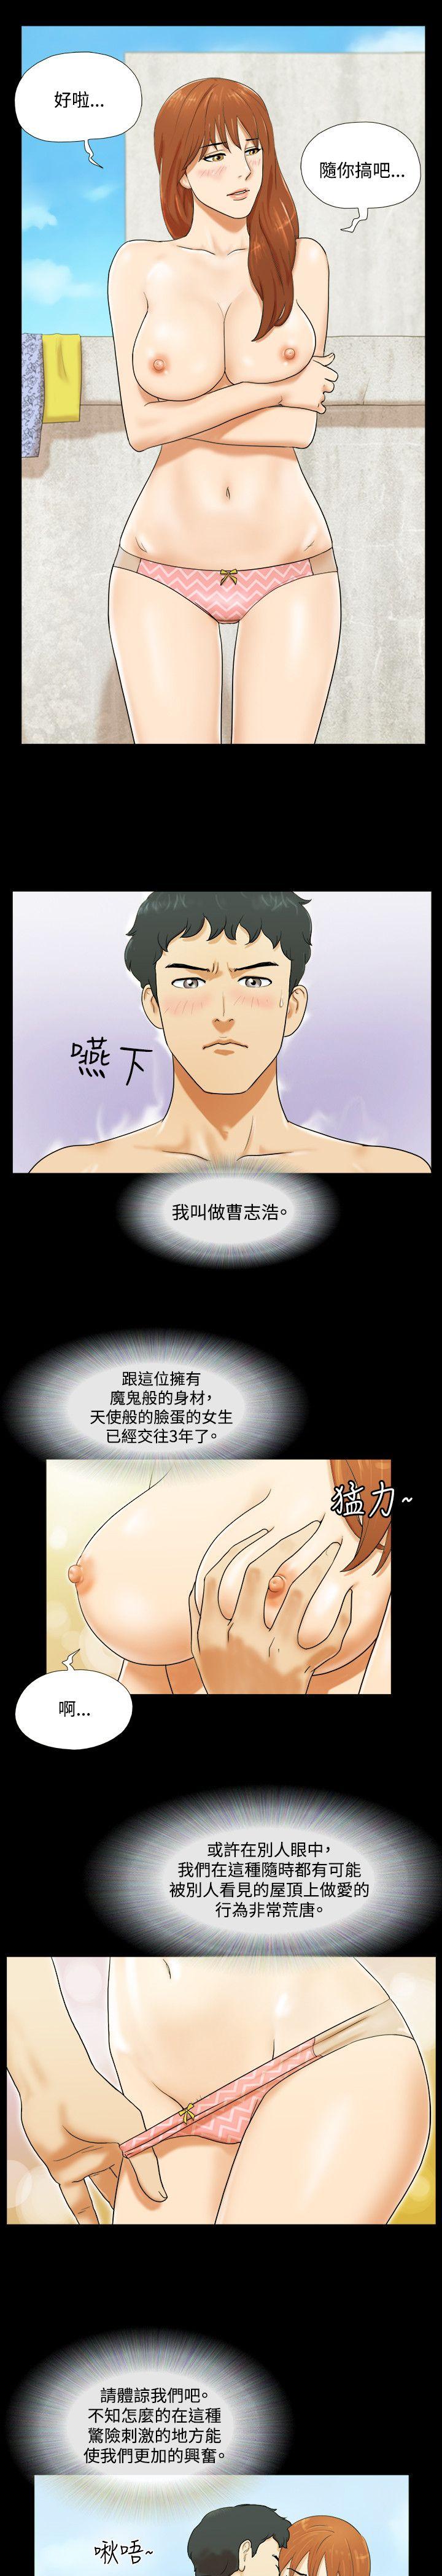 好啦...
隨你搞吧...
嚥下
我叫做曹志浩。
跟這位擁有
魔鬼般的身材,
天使般的臉蛋的女生
已經交往3年了。
猛力~
啊...
或許在別人眼中,
我們在這種隨時都有可能
被別人看見的屋頂上做愛的
行為非常荒唐。
請體諒我們吧。
不知怎麼的在這種
驚險刺激的地方能
使我們更加的興奮。
啾唔~